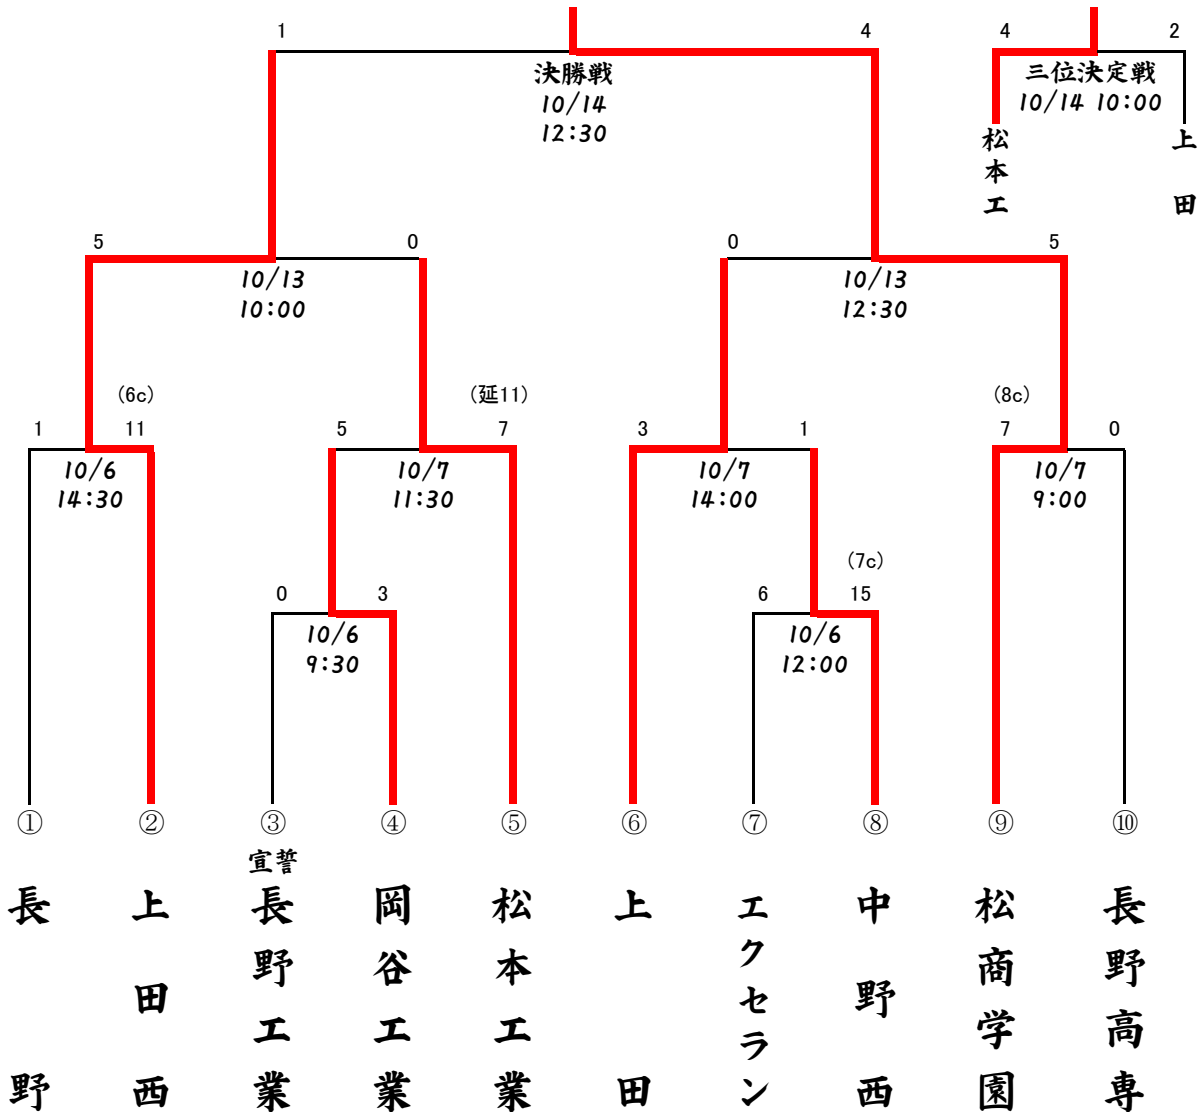 1
4
4
2
決勝戦
10/14
12:30
三位決定戦
10/14 10:00
松本工
上田
5
0
0
5
10/13
10:00
10/13
12:30
(6c)
(延11)
(8c)
1
11
5
7
3
1
7
0
10/6
14:30
10/7
11:30
10/7
14:00
10/7
9:00
(7c)
0
3
6
15
10/6
9:30
10/6
12:00
①
②
③
④
⑤
⑥
⑦
⑧
⑨
⑩
宣誓
長野
上田西
長野工業
岡谷工業
松本工業
上田
エクセラン
中野西
松商学園
長野高専